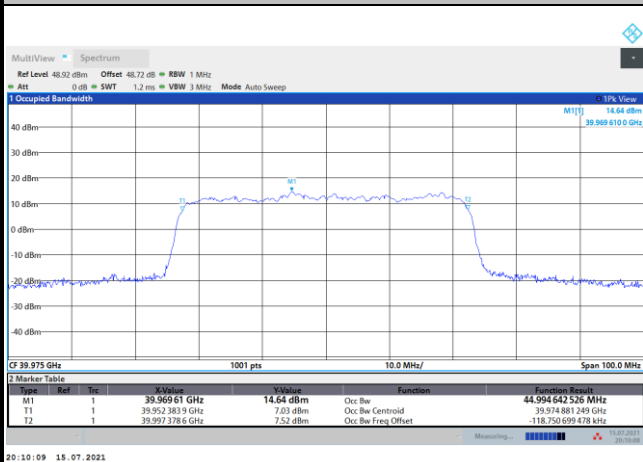 MultiView Spectrum
Ref Level 48.92 dBm Offset 48.72 dB RBW 1 MHz
Att 0 dB SWT 1.2 ms VBW 3 MHz Mode Auto Sweep
1 Occupied Bandwidth 1Pk View
M1[1] 14.64 dBm
39.969 610 0 GHz
40 dBm
30 dBm
20 dBm
M1
T1 T2
10 dBm
0 dBm
-10 dBm
-20 dBm
-30 dBm
-40 dBm
CF 39.975 GHz 1001 pts 10.0 MHz/ Span 100.0 MHz
2 Marker Table
Type Ref Trc X-Value Y-Value Function Function Result
M1 1 39.969 61 GHz 14.64 dBm Occ Bw 44.994 642 526 MHz
T1 1 39.952 383 9 GHz 7.03 dBm Occ Bw Centroid 39.974 881 249 GHz
T2 1 39.997 378 6 GHz 7.52 dBm Occ Bw Freq Offset -118.750 699 478 kHz
Measuring... 15.07.2021
20:10:08
20:10:09 15.07.2021